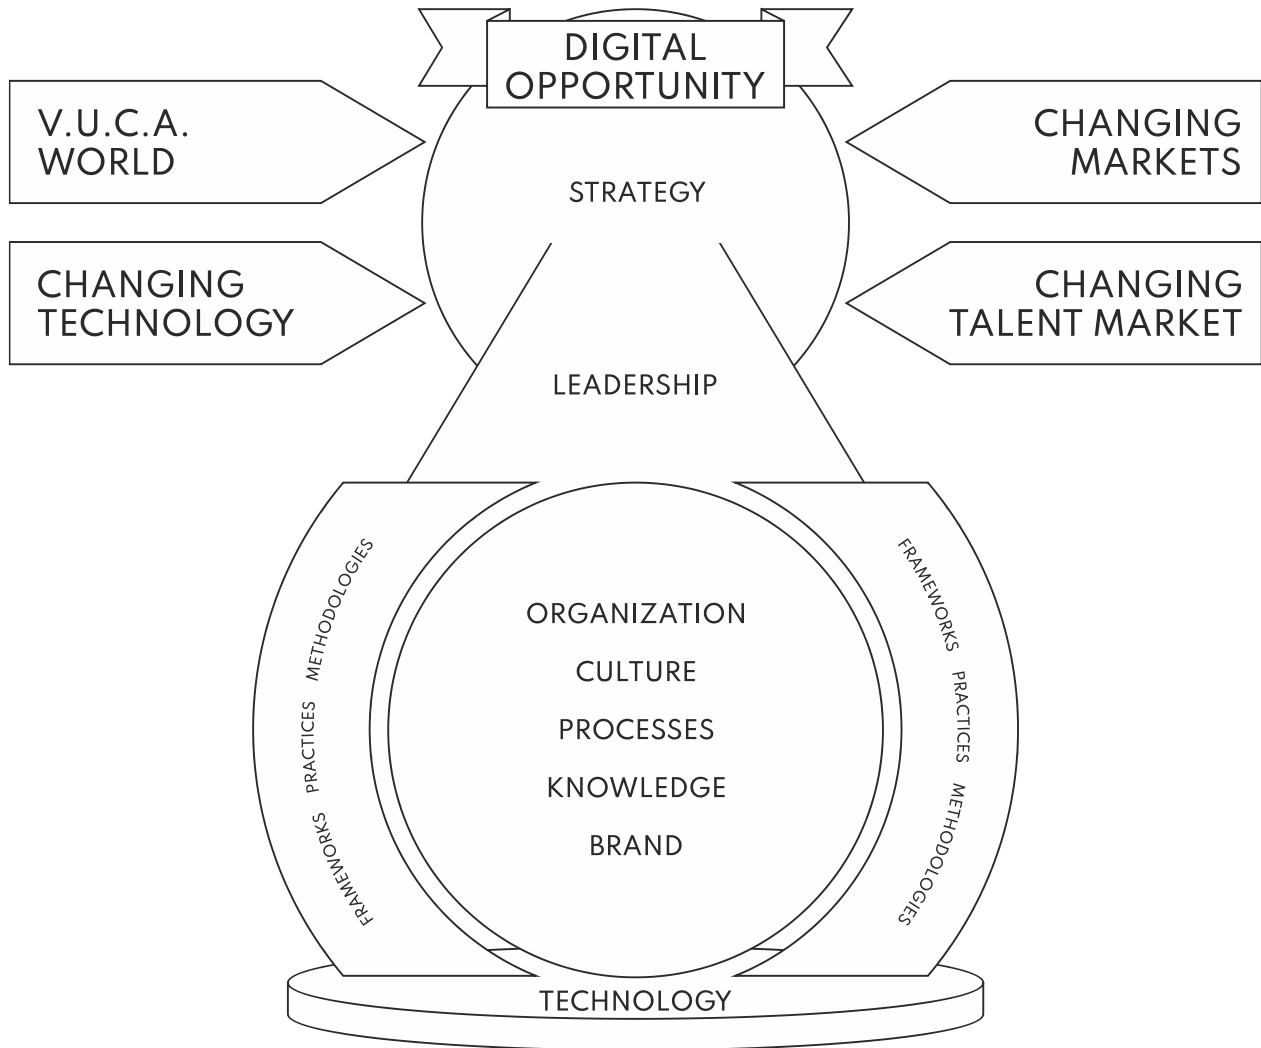 DIGITAL
OPPORTUNITY
V.U.C.A.
WORLD
CHANGING
MARKETS
STRATEGY
CHANGING
TECHNOLOGY
CHANGING
TALENT MARKET
LEADERSHIP
FRAMEWORKS PRACTICES METHODOLOGIES
ORGANIZATION
CULTURE
PROCESSES
KNOWLEDGE
BRAND
FRAMEWORKS PRACTICES METHODOLOGIES
TECHNOLOGY